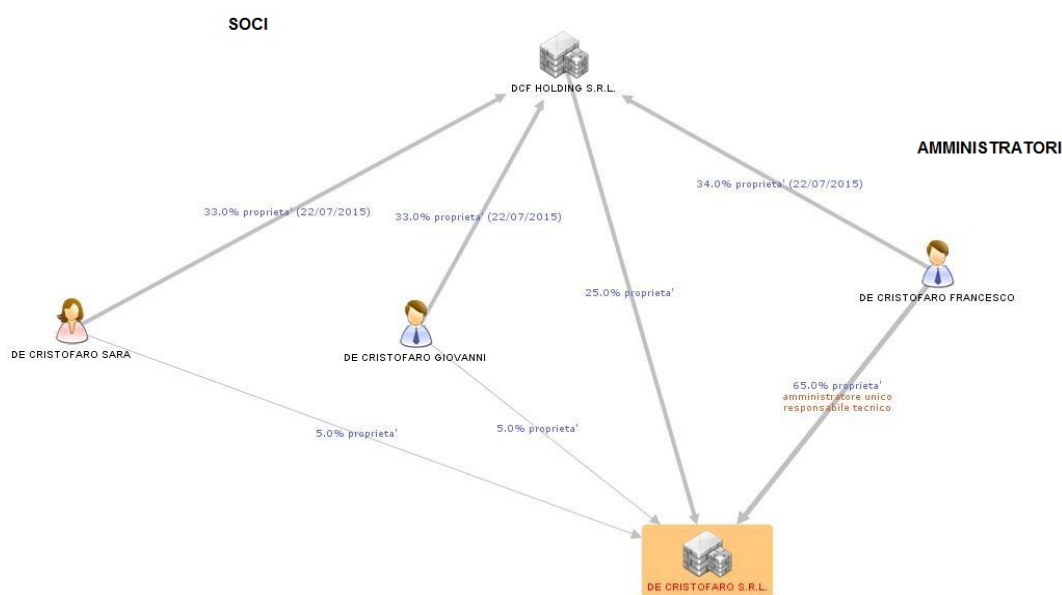 SOCI
DCF HOLDING S.R.L.
AMMINISTRATORI
33.0% proprieta' (22/07/2015)
33.0% proprieta' (22/07/2015)
34.0% proprieta' (22/07/2015)
25.0% proprieta'
DE CRISTOFARO FRANCESCO
DE CRISTOFARO SARA
DE CRISTOFARO GIOVANNI
65.0% proprieta'
amministratore unico
responsabile tecnico
5.0% proprieta'
5.0% proprieta'
DE CRISTOFARO S.R.L.